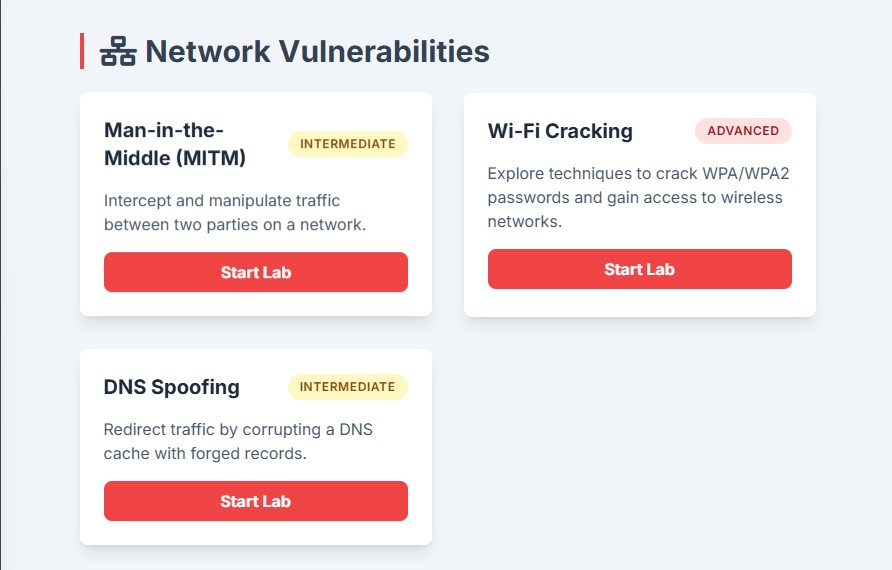 Network Vulnerabilities
Man-in-the-
Middle (MITM)
INTERMEDIATE
Intercept and manipulate traffic
between two parties on a network.
Start Lab
Wi-Fi Cracking
ADVANCED
Explore techniques to crack WPA/WPA2
passwords and gain access to wireless
networks.
Start Lab
DNS Spoofing
INTERMEDIATE
Redirect traffic by corrupting a DNS
cache with forged records.
Start Lab